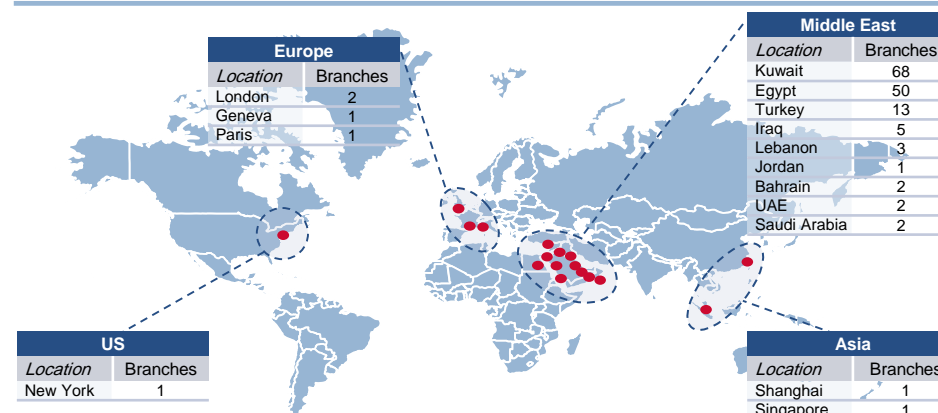 Middle East
Location Branches
Kuwait 68
Egypt 50
Turkey 13
Iraq 5
Lebanon 3
Jordan 1
Bahrain 2
UAE 2
Saudi Arabia 2
Europe
Location Branches
London 2
Geneva 1
Paris 1
US
Location Branches
New York 1
Asia
Location Branches
Shanghai 1
Singapore 1